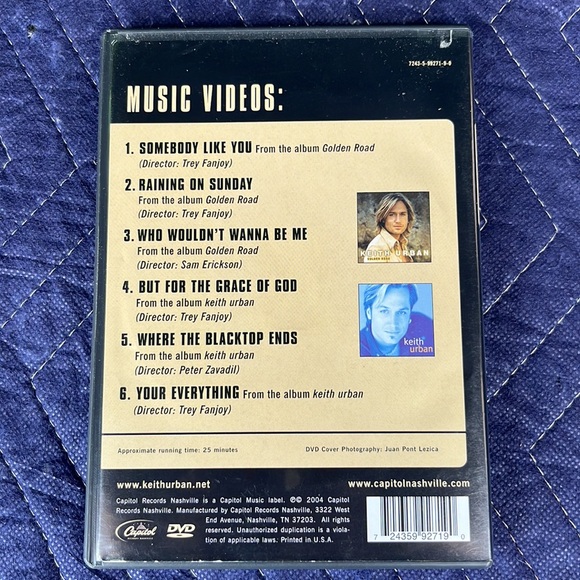 7243-5-99271-9-0
MUSIC VIDEOS:
1. SOMEBODY LIKE YOU From the album Golden Road
(Director: Trey Fanjoy)
2. RAINING ON SUNDAY
From the album Golden Road
(Director: Trey Fanjoy)
3. WHO WOULDN'T WANNA BE ME
From the album Golden Road
(Director: Sam Erickson)
KEITH URBAN
GOLDEN ROAD
4. BUT FOR THE GRACE OF GOD
From the album keith urban
(Director: Trey Fanjoy)
keith
urban
5. WHERE THE BLACKTOP ENDS
From the album keith urban
(Director: Peter Zavadil)
6. YOUR EVERYTHING From the album keith urban
(Director: Trey Fanjoy)
Approximate running time: 25 minutes
DVD Cover Photography: Juan Pont Lezica
www.keithurban.net
www.capitolnashville.com
Capitol
DVD
VIDEO
Capitol Records Nashville is a Capitol Music label. ℗© 2004 Capitol
Records Nashville. Manufactured by Capitol Records Nashville, 3322 West
End Avenue, Nashville, TN 37203. All rights
reserved. Unauthorized duplication is a viola-
tion of applicable laws. Printed in U.S.A.
7 24359 92719 0